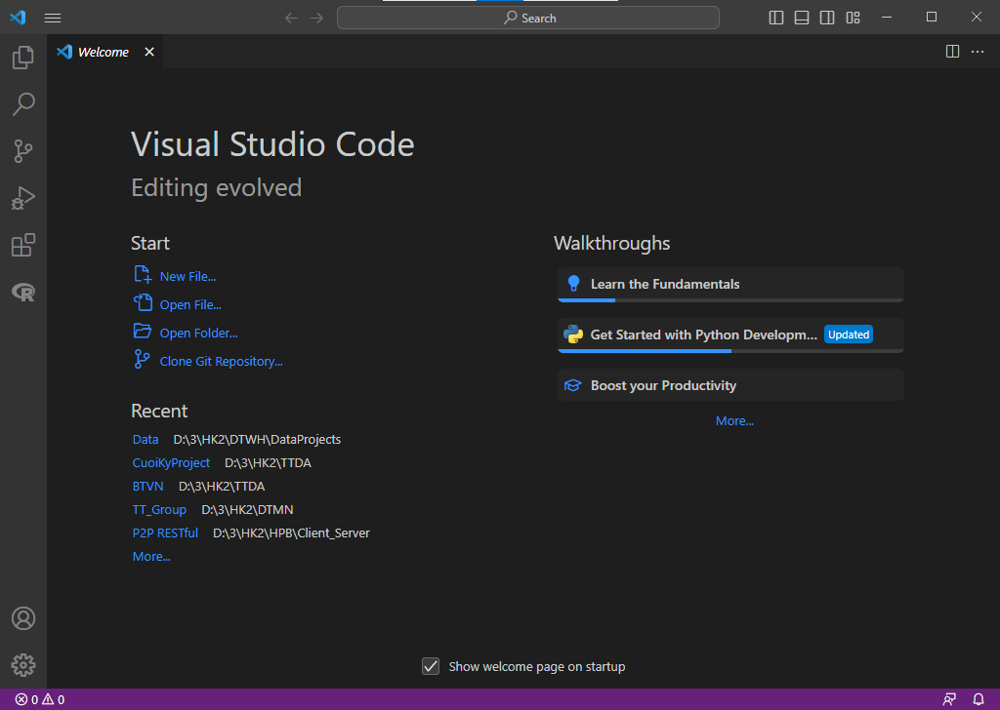 Search
Welcome
Visual Studio Code
Editing evolved
Start
New File...
Open File...
Open Folder...
Clone Git Repository...
Recent
Data D:\3\HK2\DTWH\DataProjects
CuoiKyProject D:\3\HK2\TTDA
BTVN D:\3\HK2\TTDA
TT_Group D:\3\HK2\DTMN
P2P RESTful D:\3\HK2\HPB\Client_Server
More...
Walkthroughs
Learn the Fundamentals
Get Started with Python Developm... Updated
Boost your Productivity
More...
Show welcome page on startup
0 0